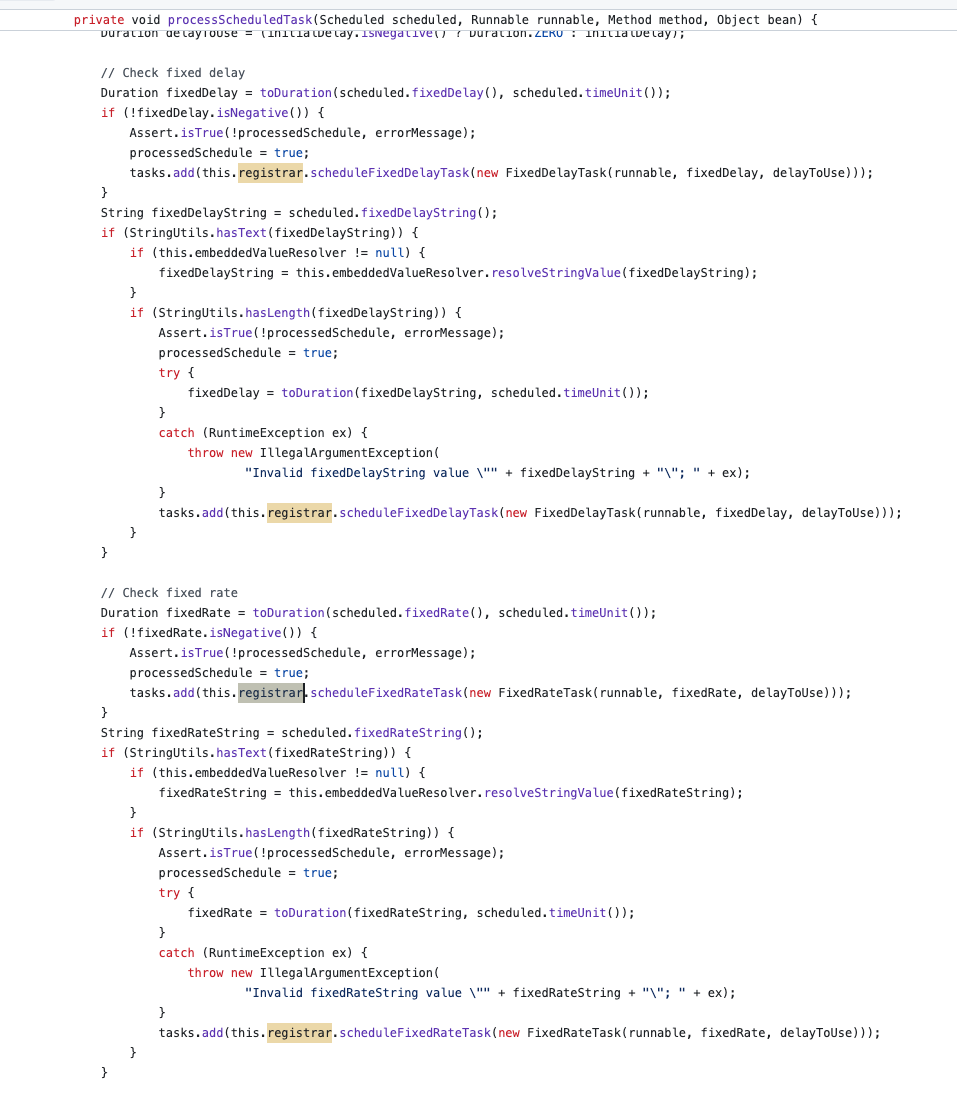 private void processScheduledTask(Scheduled scheduled, Runnable runnable, Method method, Object bean) {
Duration delayToUse = (initialDelay.isNegative() ? Duration.ZERO : initialDelay);
// Check fixed delay
Duration fixedDelay = toDuration(scheduled.fixedDelay(), scheduled.timeUnit());
if (!fixedDelay.isNegative()) {
Assert.isTrue(!processedSchedule, errorMessage);
processedSchedule = true;
tasks.add(this.registrar.scheduleFixedDelayTask(new FixedDelayTask(runnable, fixedDelay, delayToUse)));
}
String fixedDelayString = scheduled.fixedDelayString();
if (StringUtils.hasText(fixedDelayString)) {
if (this.embeddedValueResolver != null) {
fixedDelayString = this.embeddedValueResolver.resolveStringValue(fixedDelayString);
}
if (StringUtils.hasLength(fixedDelayString)) {
Assert.isTrue(!processedSchedule, errorMessage);
processedSchedule = true;
try {
fixedDelay = toDuration(fixedDelayString, scheduled.timeUnit());
}
catch (RuntimeException ex) {
throw new IllegalArgumentException(
"Invalid fixedDelayString value \"" + fixedDelayString + "\"; " + ex);
}
tasks.add(this.registrar.scheduleFixedDelayTask(new FixedDelayTask(runnable, fixedDelay, delayToUse)));
}
}
// Check fixed rate
Duration fixedRate = toDuration(scheduled.fixedRate(), scheduled.timeUnit());
if (!fixedRate.isNegative()) {
Assert.isTrue(!processedSchedule, errorMessage);
processedSchedule = true;
tasks.add(this.registrar.scheduleFixedRateTask(new FixedRateTask(runnable, fixedRate, delayToUse)));
}
String fixedRateString = scheduled.fixedRateString();
if (StringUtils.hasText(fixedRateString)) {
if (this.embeddedValueResolver != null) {
fixedRateString = this.embeddedValueResolver.resolveStringValue(fixedRateString);
}
if (StringUtils.hasLength(fixedRateString)) {
Assert.isTrue(!processedSchedule, errorMessage);
processedSchedule = true;
try {
fixedRate = toDuration(fixedRateString, scheduled.timeUnit());
}
catch (RuntimeException ex) {
throw new IllegalArgumentException(
"Invalid fixedRateString value \"" + fixedRateString + "\"; " + ex);
}
tasks.add(this.registrar.scheduleFixedRateTask(new FixedRateTask(runnable, fixedRate, delayToUse)));
}
}